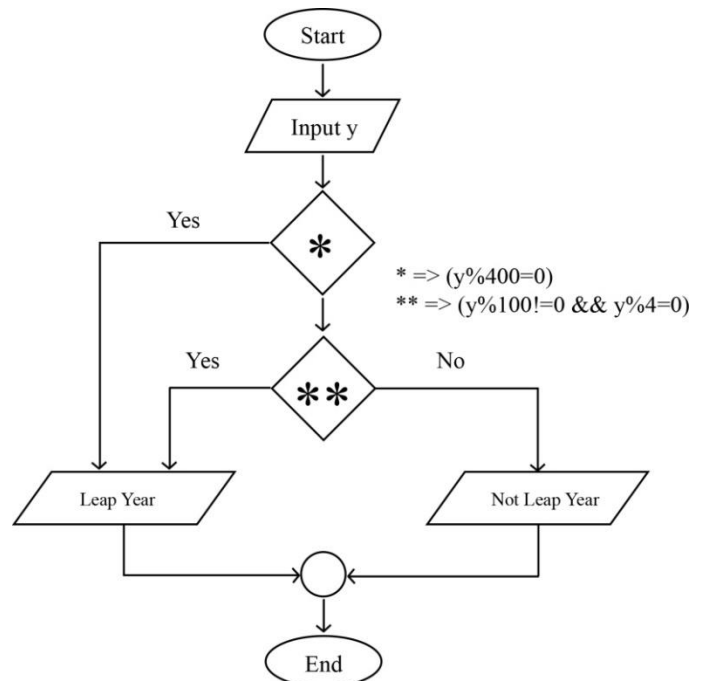 Start
Input y
Yes
*
* => (y%400=0)
** => (y%100!=0 && y%4=0)
Yes
No
**
Leap Year
Not Leap Year
End